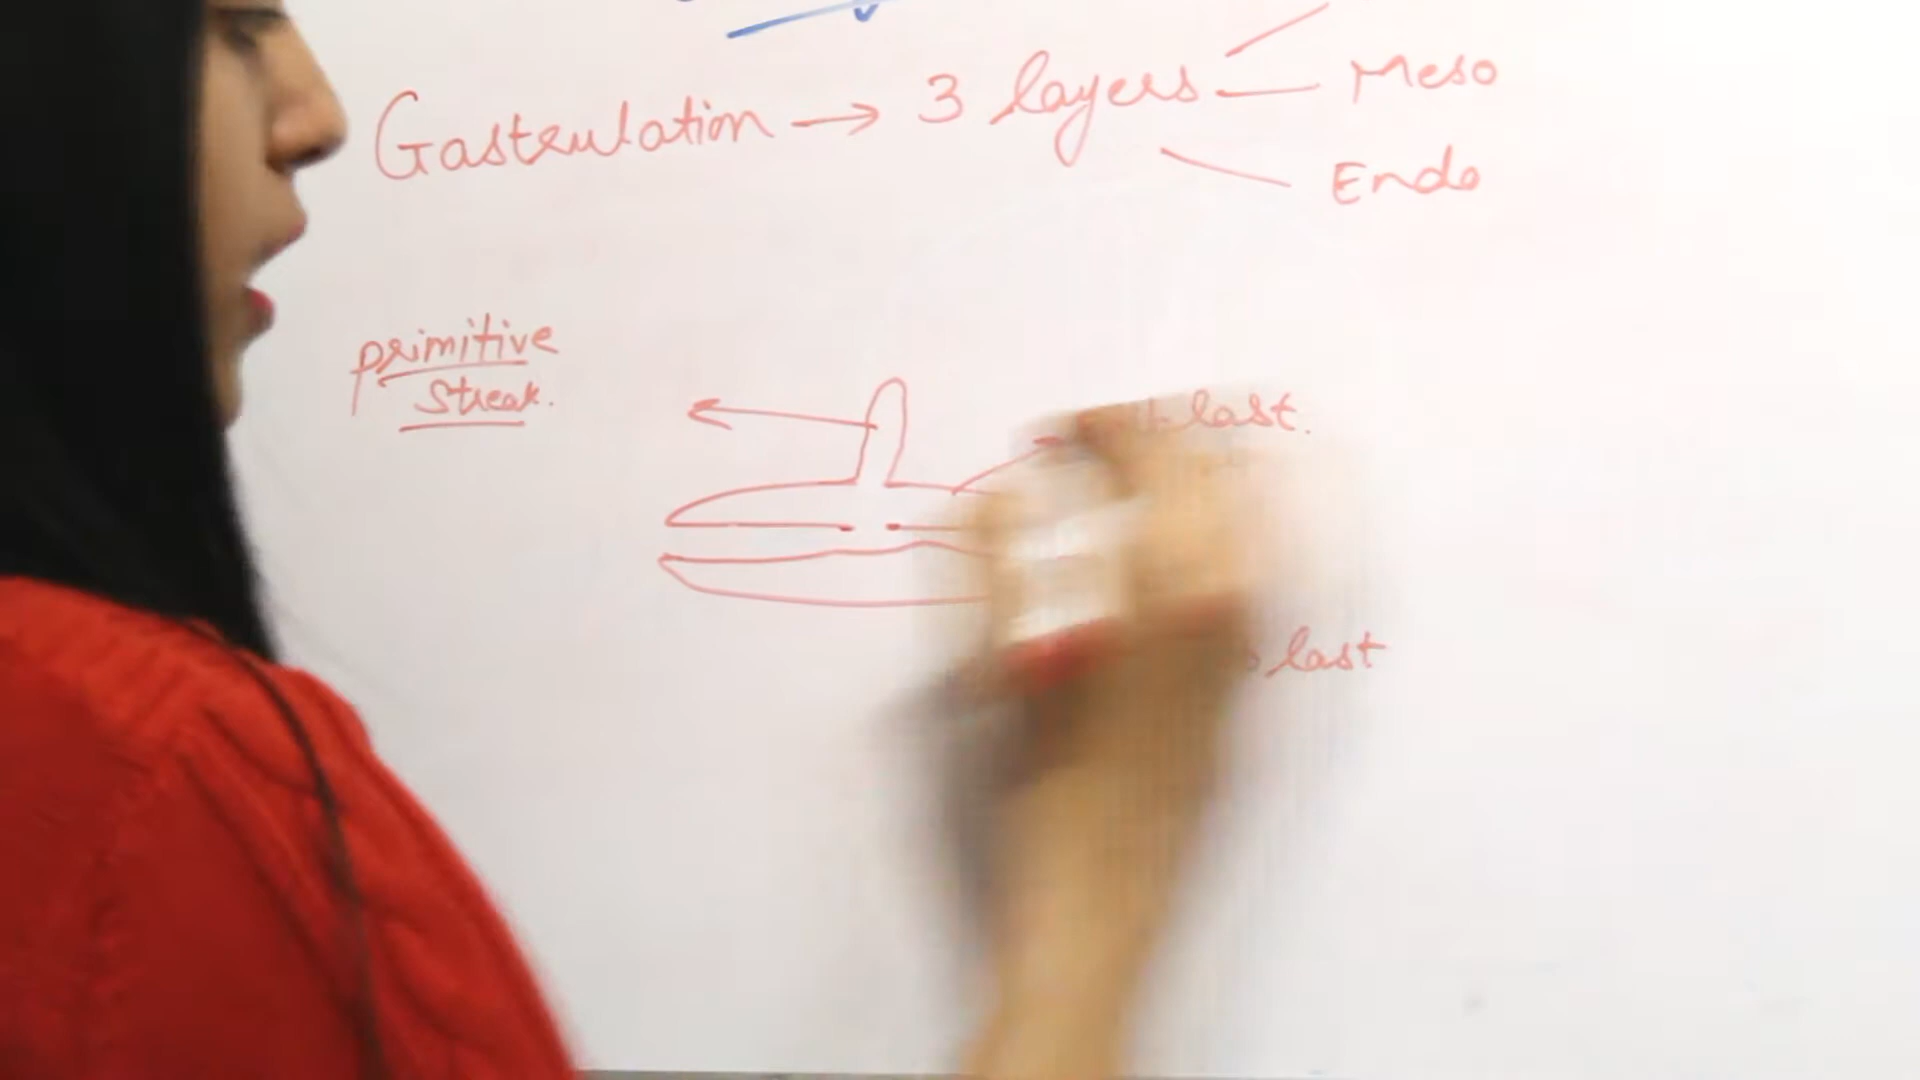 Gastrulation → 3 layers
Meso
Endo
primitive
streak.
last.
last